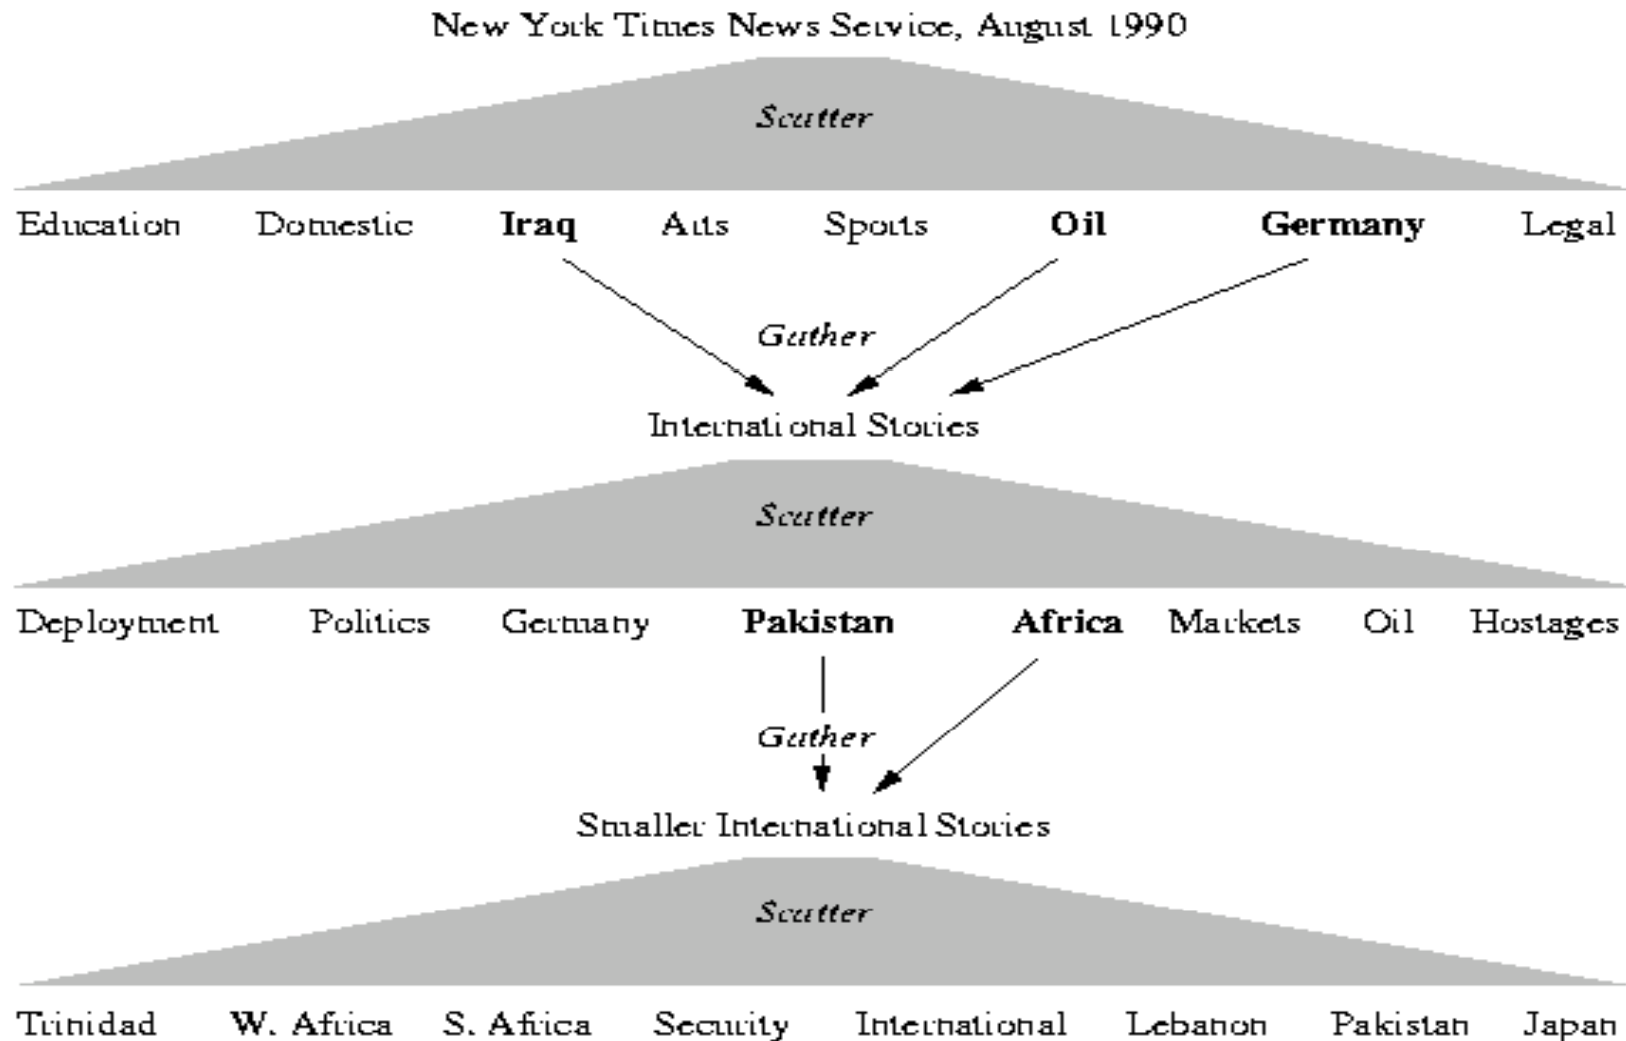 New York Times News Service, August 1990
Scatter
Education Domestic Iraq Arts Sports Oil Germany Legal
Gather
International Stories
Scatter
Deployment Politics Germany Pakistan Africa Markets Oil Hostages
Gather
Smaller International Stories
Scatter
Trinidad W. Africa S. Africa Security International Lebanon Pakistan Japan